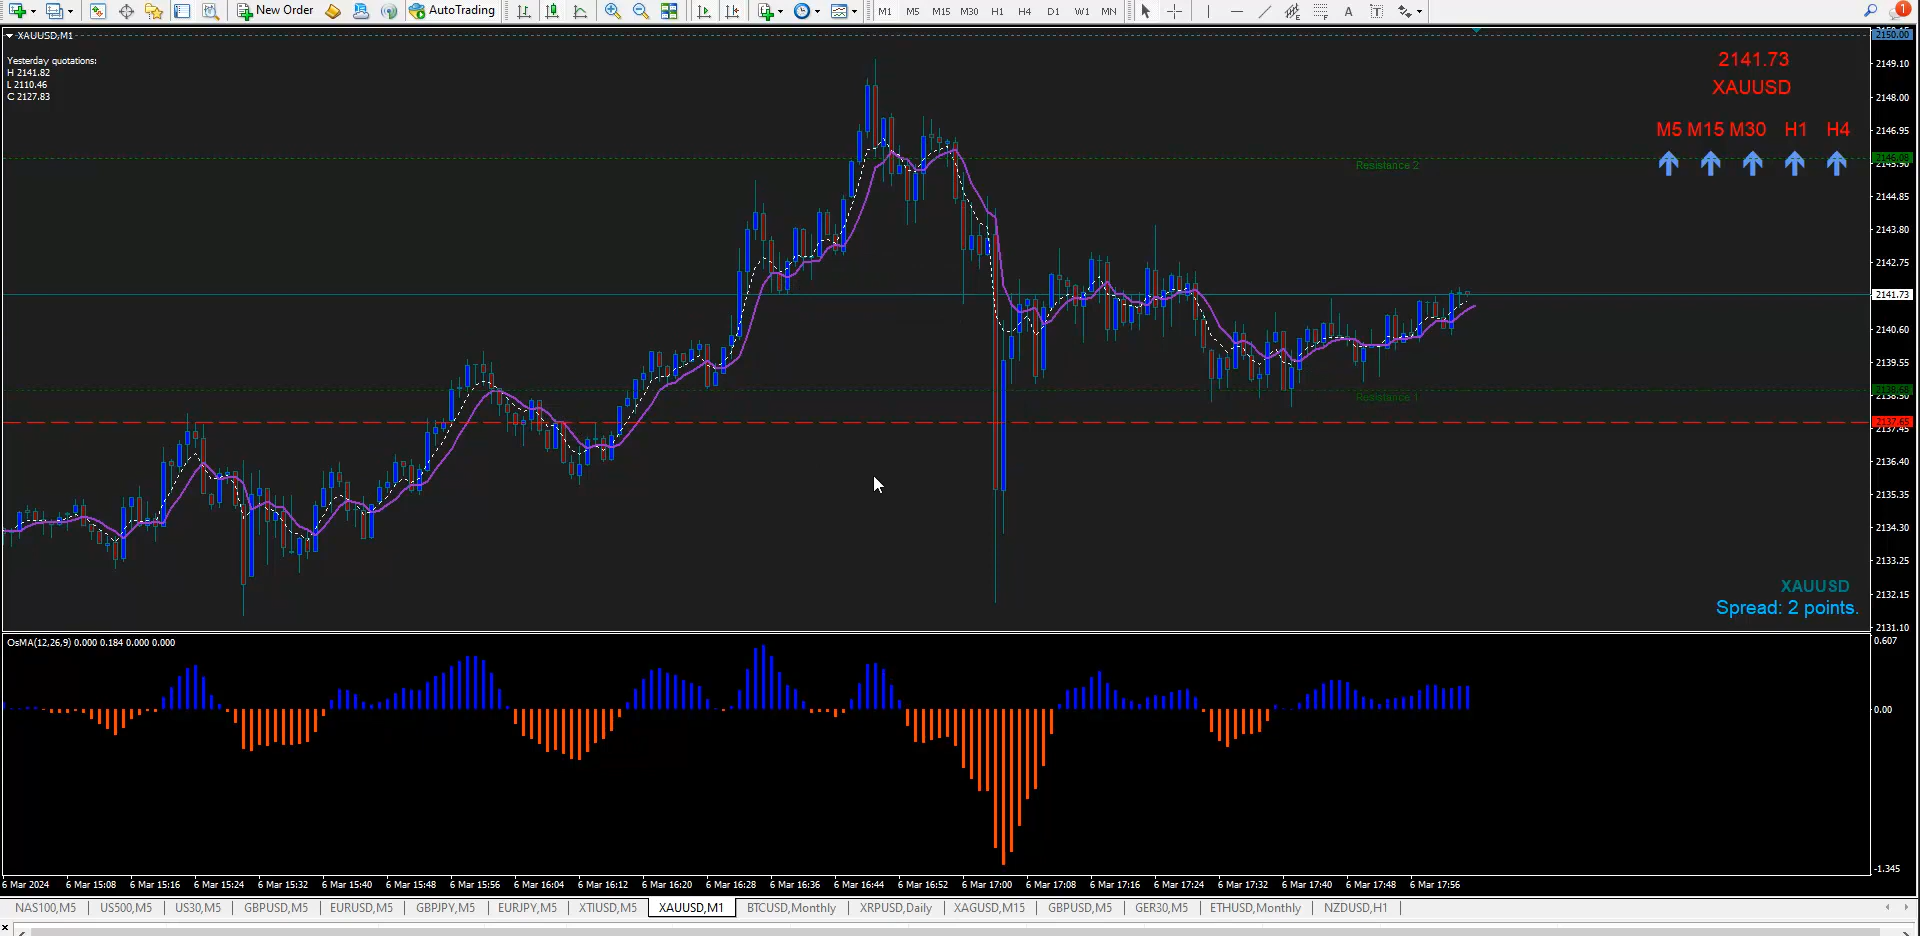 New Order AutoTrading M1 M5 M15 M30 H1 H4 D1 W1 MN A T 1
XAUUSD,M1
2150.00
Yesterday quotations:
H 2141.82
L 2110.46
C 2127.83
2141.73
XAUUSD
M5 M15 M30 H1 H4
2149.10
2148.00
2146.95
2144.85
2143.80
2142.75
2141.73
2140.60
2139.55
2138.50
2137.45
2136.40
2135.35
2134.30
2133.25
2132.15
2131.10
Resistance 2
Resistance 1
XAUUSD
Spread: 2 points.
OsMA(12,26,9) 0.000 0.184 0.000 0.000
0.607
0.00
-1.345
6 Mar 2024 6 Mar 15:08 6 Mar 15:16 6 Mar 15:24 6 Mar 15:32 6 Mar 15:40 6 Mar 15:48 6 Mar 15:56 6 Mar 16:04 6 Mar 16:12 6 Mar 16:20 6 Mar 16:28 6 Mar 16:36 6 Mar 16:44 6 Mar 16:52 6 Mar 17:00 6 Mar 17:08 6 Mar 17:16 6 Mar 17:24 6 Mar 17:32 6 Mar 17:40 6 Mar 17:48 6 Mar 17:56
NAS100,M5 US500,M5 US30,M5 GBPUSD,M5 EURUSD,M5 GBPJPY,M5 EURJPY,M5 XTIUSD,M5 XAUUSD,M1 BTCUSD,Monthly XRPUSD,Daily XAGUSD,M15 GBPUSD,M5 GER30,M5 ETHUSD,Monthly NZDUSD,H1